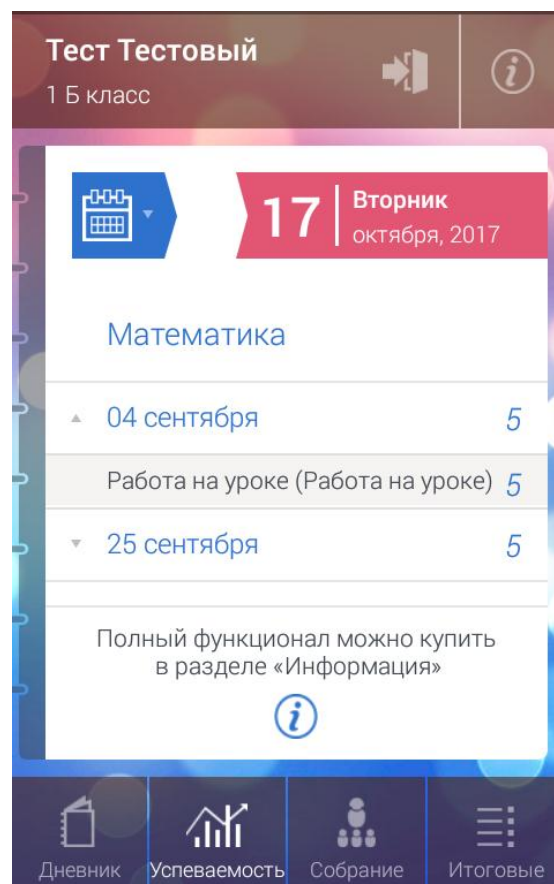 Тест Тестовый
1 Б класс
17
Вторник
октября, 2017
Математика
04 сентября 5
Работа на уроке (Работа на уроке) 5
25 сентября 5
Полный функционал можно купить
в разделе «Информация»
Дневник Успеваемость Собрание Итоговые